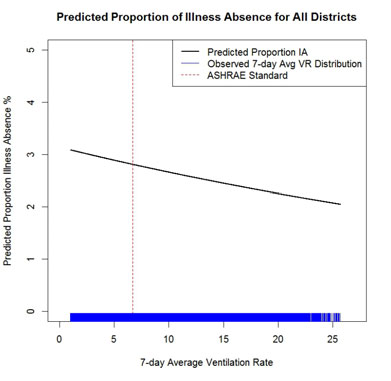 Predicted Proportion of Illness Absence for All Districts
Predicted Proportion IA
Observed 7-day Avg VR Distribution
ASHRAE Standard
Predicted Proportion Illness Absence %
5
4
3
2
1
0
0 5 10 15 20 25
7-day Average Ventilation Rate